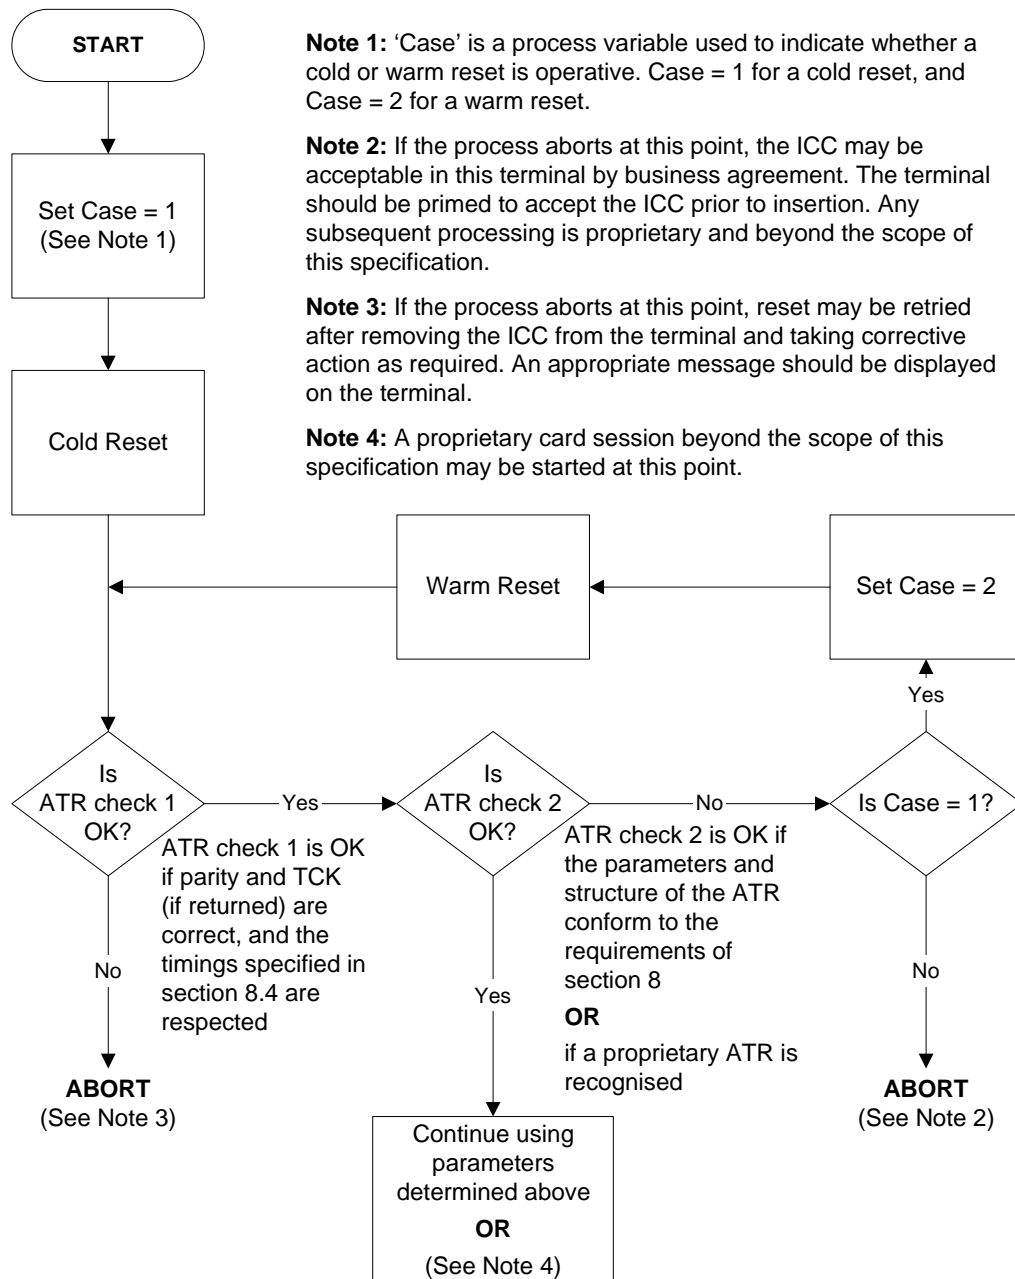 START
Note 1: ‘Case’ is a process variable used to indicate whether a
cold or warm reset is operative. Case = 1 for a cold reset, and
Case = 2 for a warm reset.
Note 2: If the process aborts at this point, the ICC may be
acceptable in this terminal by business agreement. The terminal
should be primed to accept the ICC prior to insertion. Any
subsequent processing is proprietary and beyond the scope of
this specification.
Note 3: If the process aborts at this point, reset may be retried
after removing the ICC from the terminal and taking corrective
action as required. An appropriate message should be displayed
on the terminal.
Note 4: A proprietary card session beyond the scope of this
specification may be started at this point.
Set Case = 1
(See Note 1)
Cold Reset
Warm Reset
Set Case = 2
Yes
Is
ATR check 1
OK?
Yes
Is
ATR check 2
OK?
No
Is Case = 1?
ATR check 1 is OK
if parity and TCK
(if returned) are
correct, and the
timings specified in
section 8.4 are
respected
ATR check 2 is OK if
the parameters and
structure of the ATR
conform to the
requirements of
section 8
OR
if a proprietary ATR is
recognised
No
Yes
No
ABORT
(See Note 3)
ABORT
(See Note 2)
Continue using
parameters
determined above
OR
(See Note 4)